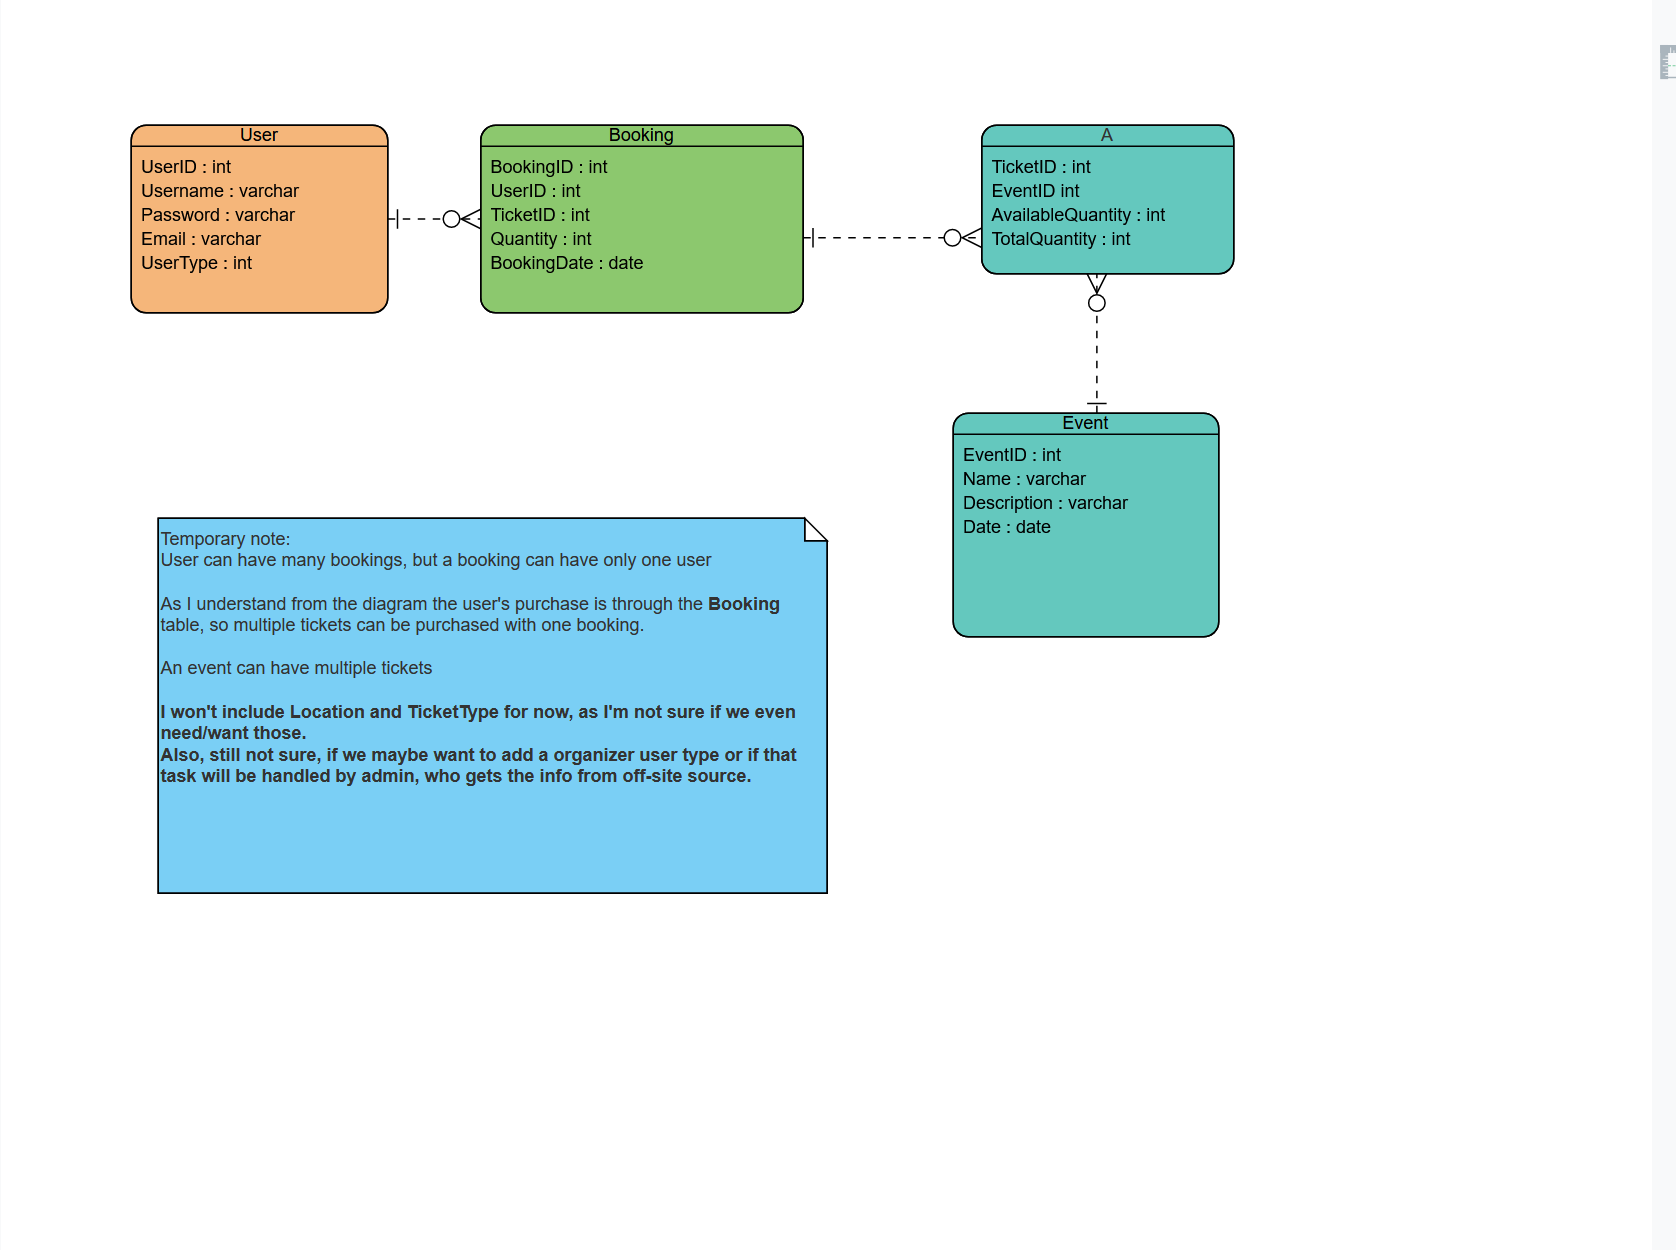 User
UserID : int
Username : varchar
Password : varchar
Email : varchar
UserType : int
Booking
BookingID : int
UserID : int
TicketID : int
Quantity : int
BookingDate : date
A
TicketID : int
EventID int
AvailableQuantity : int
TotalQuantity : int
Event
EventID : int
Name : varchar
Description : varchar
Date : date
Temporary note:
User can have many bookings, but a booking can have only one user
As I understand from the diagram the user's purchase is through the Booking
table, so multiple tickets can be purchased with one booking.
An event can have multiple tickets
I won't include Location and TicketType for now, as I'm not sure if we even
need/want those.
Also, still not sure, if we maybe want to add a organizer user type or if that
task will be handled by admin, who gets the info from off-site source.